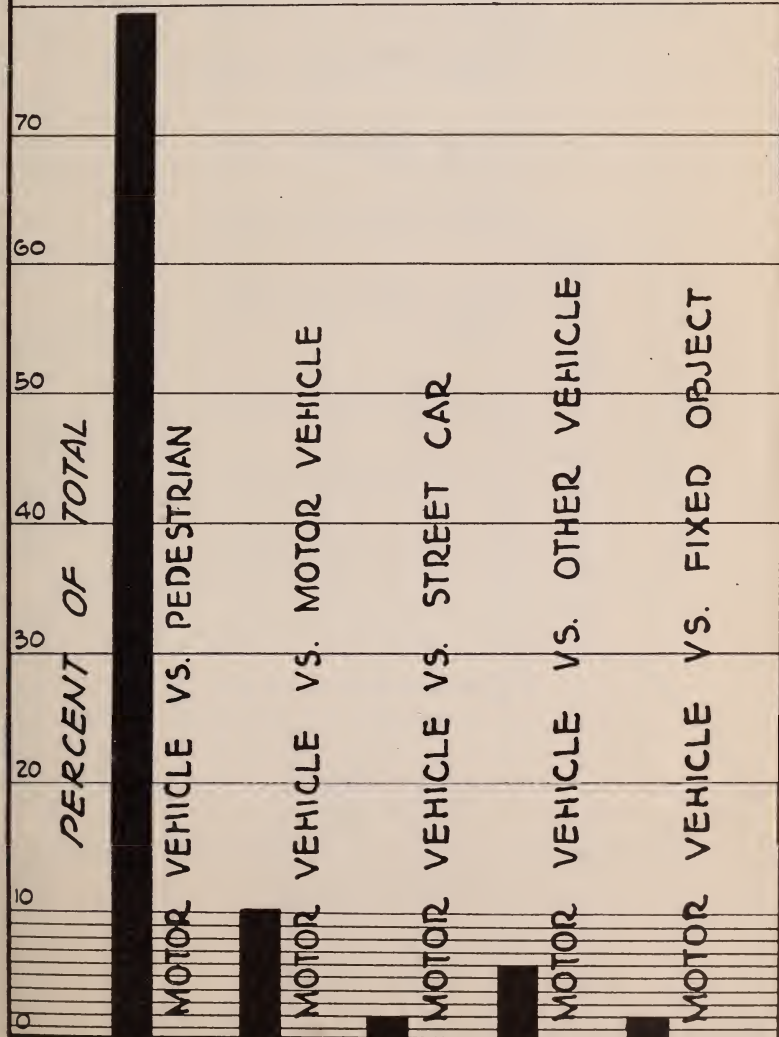 70
60
50
40
30
20
10
0
PERCENT OF TOTAL
MOTOR VEHICLE VS. PEDESTRIAN
MOTOR VEHICLE VS. MOTOR VEHICLE
MOTOR VEHICLE VS. STREET CAR
MOTOR VEHICLE VS. OTHER VEHICLE
MOTOR VEHICLE VS. FIXED OBJECT